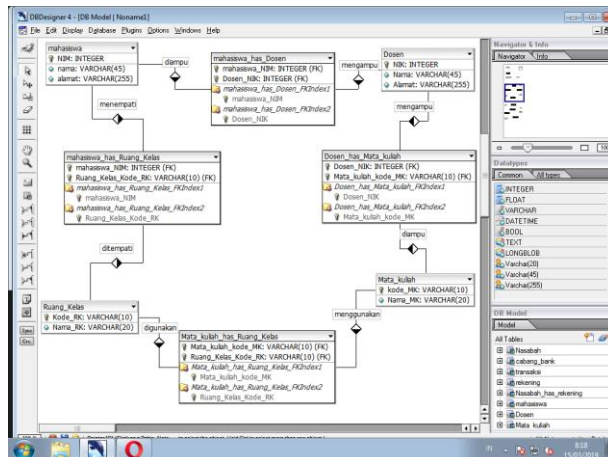 DBDesigner 4 - [DB Model | Noname1]
File Edit Display Database Plugins Options Windows Help
mahasiswa
NIM: INTEGER
nama: VARCHAR(45)
alamat: VARCHAR(255)
diampu
mahasiswa_has_Dosen
mahasiswa_NIM: INTEGER (FK)
Dosen_NIK: INTEGER (FK)
mahasiswa_has_Dosen_FKIndex1
mahasiswa_NIM
mahasiswa_has_Dosen_FKIndex2
Dosen_NIK
mengampu
Dosen
NIK: INTEGER
Nama: VARCHAR(45)
Alamat: VARCHAR(255)
menempati
mengampu
mahasiswa_has_Ruang_Kelas
mahasiswa_NIM: INTEGER (FK)
Ruang_Kelas_Kode_RK: VARCHAR(10) (FK)
mahasiswa_has_Ruang_Kelas_FKIndex1
mahasiswa_NIM
mahasiswa_has_Ruang_Kelas_FKIndex2
Ruang_Kelas_Kode_RK
Dosen_has_Mata_kuliah
Dosen_NIK: INTEGER (FK)
Mata_kuliah_kode_MK: VARCHAR(10) (FK)
Dosen_has_Mata_kuliah_FKIndex1
Dosen_NIK
Dosen_has_Mata_kuliah_FKIndex2
Mata_kuliah_kode_MK
ditempati
diampu
Ruang_Kelas
Kode_RK: VARCHAR(10)
Nama_RK: VARCHAR(20)
digunakan
Mata_kuliah_has_Ruang_Kelas
Mata_kuliah_kode_MK: VARCHAR(10) (FK)
Ruang_Kelas_Kode_RK: VARCHAR(10) (FK)
Mata_kuliah_has_Ruang_Kelas_FKIndex1
Mata_kuliah_kode_MK
Mata_kuliah_has_Ruang_Kelas_FKIndex2
Ruang_Kelas_Kode_RK
menggunakan
Mata_kuliah
kode_MK: VARCHAR(10)
Nama_MK: VARCHAR(20)
Navigator & Info
Navigator Info
Datatypes
Common All types
INTEGER
FLOAT
VARCHAR
DATETIME
BOOL
TEXT
LONGBLOB
Varchar(20)
Varchar(45)
Varchar(255)
DB Model
Model
All Tables
Nasabah
cabang_bank
transaksi
rekening
Nasabah_has_rekening
mahasiswa
Dosen
Mata_kuliah
IN
8:18
15/03/2019